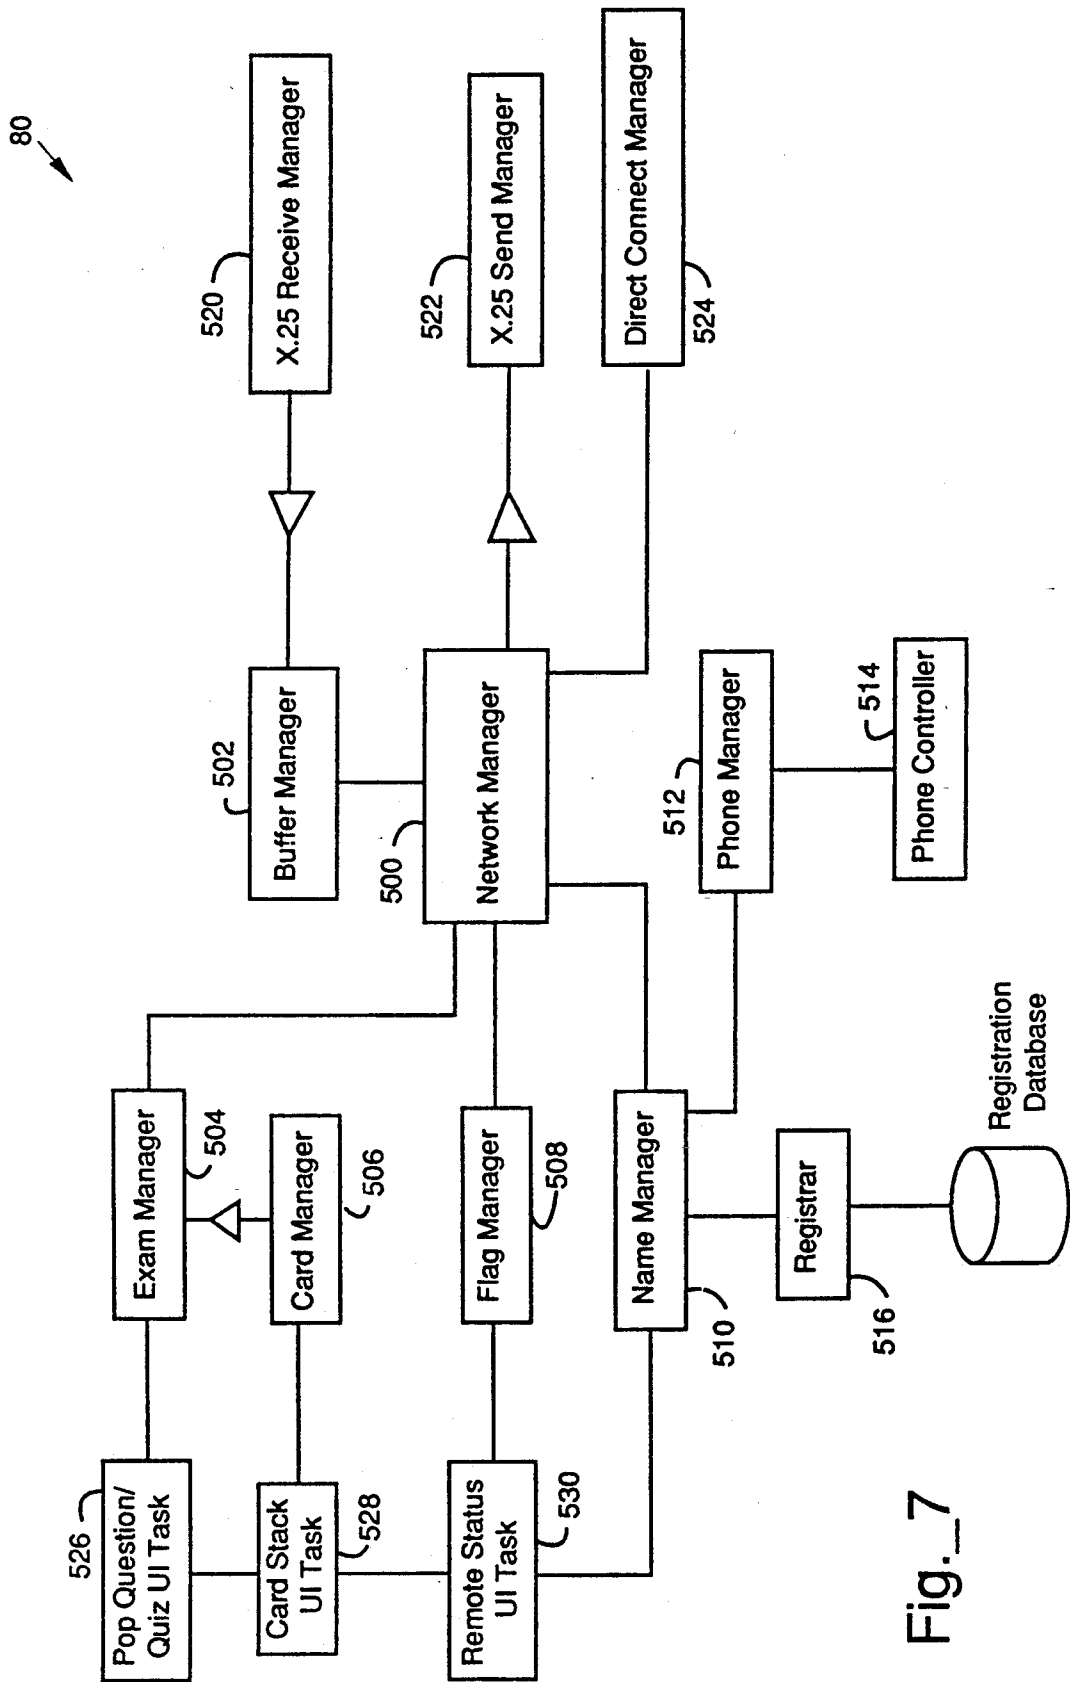 80
520
X.25 Receive Manager
522
X.25 Send Manager
Direct Connect Manager
524
502
Buffer Manager
500
Network Manager
512
Phone Manager
514
Phone Controller
Exam Manager
504
Card Manager
506
Flag Manager
508
Name Manager
510
Registrar
516
Registration
Database
526
Pop Question/
Quiz UI Task
Card Stack
UI Task
528
Remote Status
UI Task
530
Fig._7